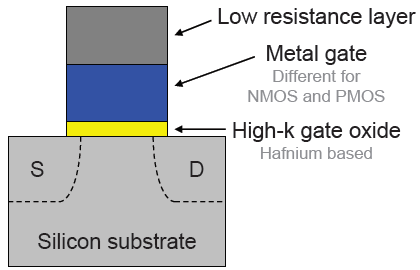 Low resistance layer
Metal gate
Different for
NMOS and PMOS
High-k gate oxide
Hafnium based
S
D
Silicon substrate